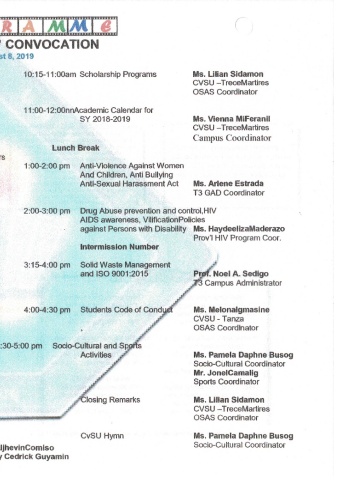 RAMME
CONVOCATION
st 6, 2019
10:15-11:00am Scholarship Programs Ms. Lilian Sidamon
CVSU –TreceMartires
OSAS Coordinator
11:00-12:00nnAcademic Calendar for
SY 2018-2019 Ms. Vienna MiFeranil
CVSU –TreceMartires
Campus Coordinator
Lunch Break
rs
1:00-2:00 pm Anti-Violence Against Women
And Children, Anti Bullying
Anti-Sexual Harassment Act Ms. Arlene Estrada
T3 GAD Coordinator
2:00-3:00 pm Drug Abuse prevention and control,HIV
AIDS awareness, VilificationPolicies
against Persons with Disability Ms. HaydeelizaMaderazo
Prov'l HIV Program Coor.
Intermission Number
3:15-4:00 pm Solid Waste Management Prof. Noel A. Sedigo
and ISO 9001:2015 T3 Campus Administrator
4:00-4:30 pm Students Code of Conduct Ms. Melonalgmasine
CVSU - Tanza
OSAS Coordinator
:30-5:00 pm Socio-Cultural and Sports
Activities Ms. Pamela Daphne Busog
Socio-Cultural Coordinator
Mr. JonelCamalig
Sports Coordinator
Closing Remarks Ms. Lilian Sidamon
CVSU –TreceMartires
OSAS Coordinator
CvSU Hymn Ms. Pamela Daphne Busog
Socio-Cultural Coordinator
lljhevinComiso
y Cedrick Guyamin